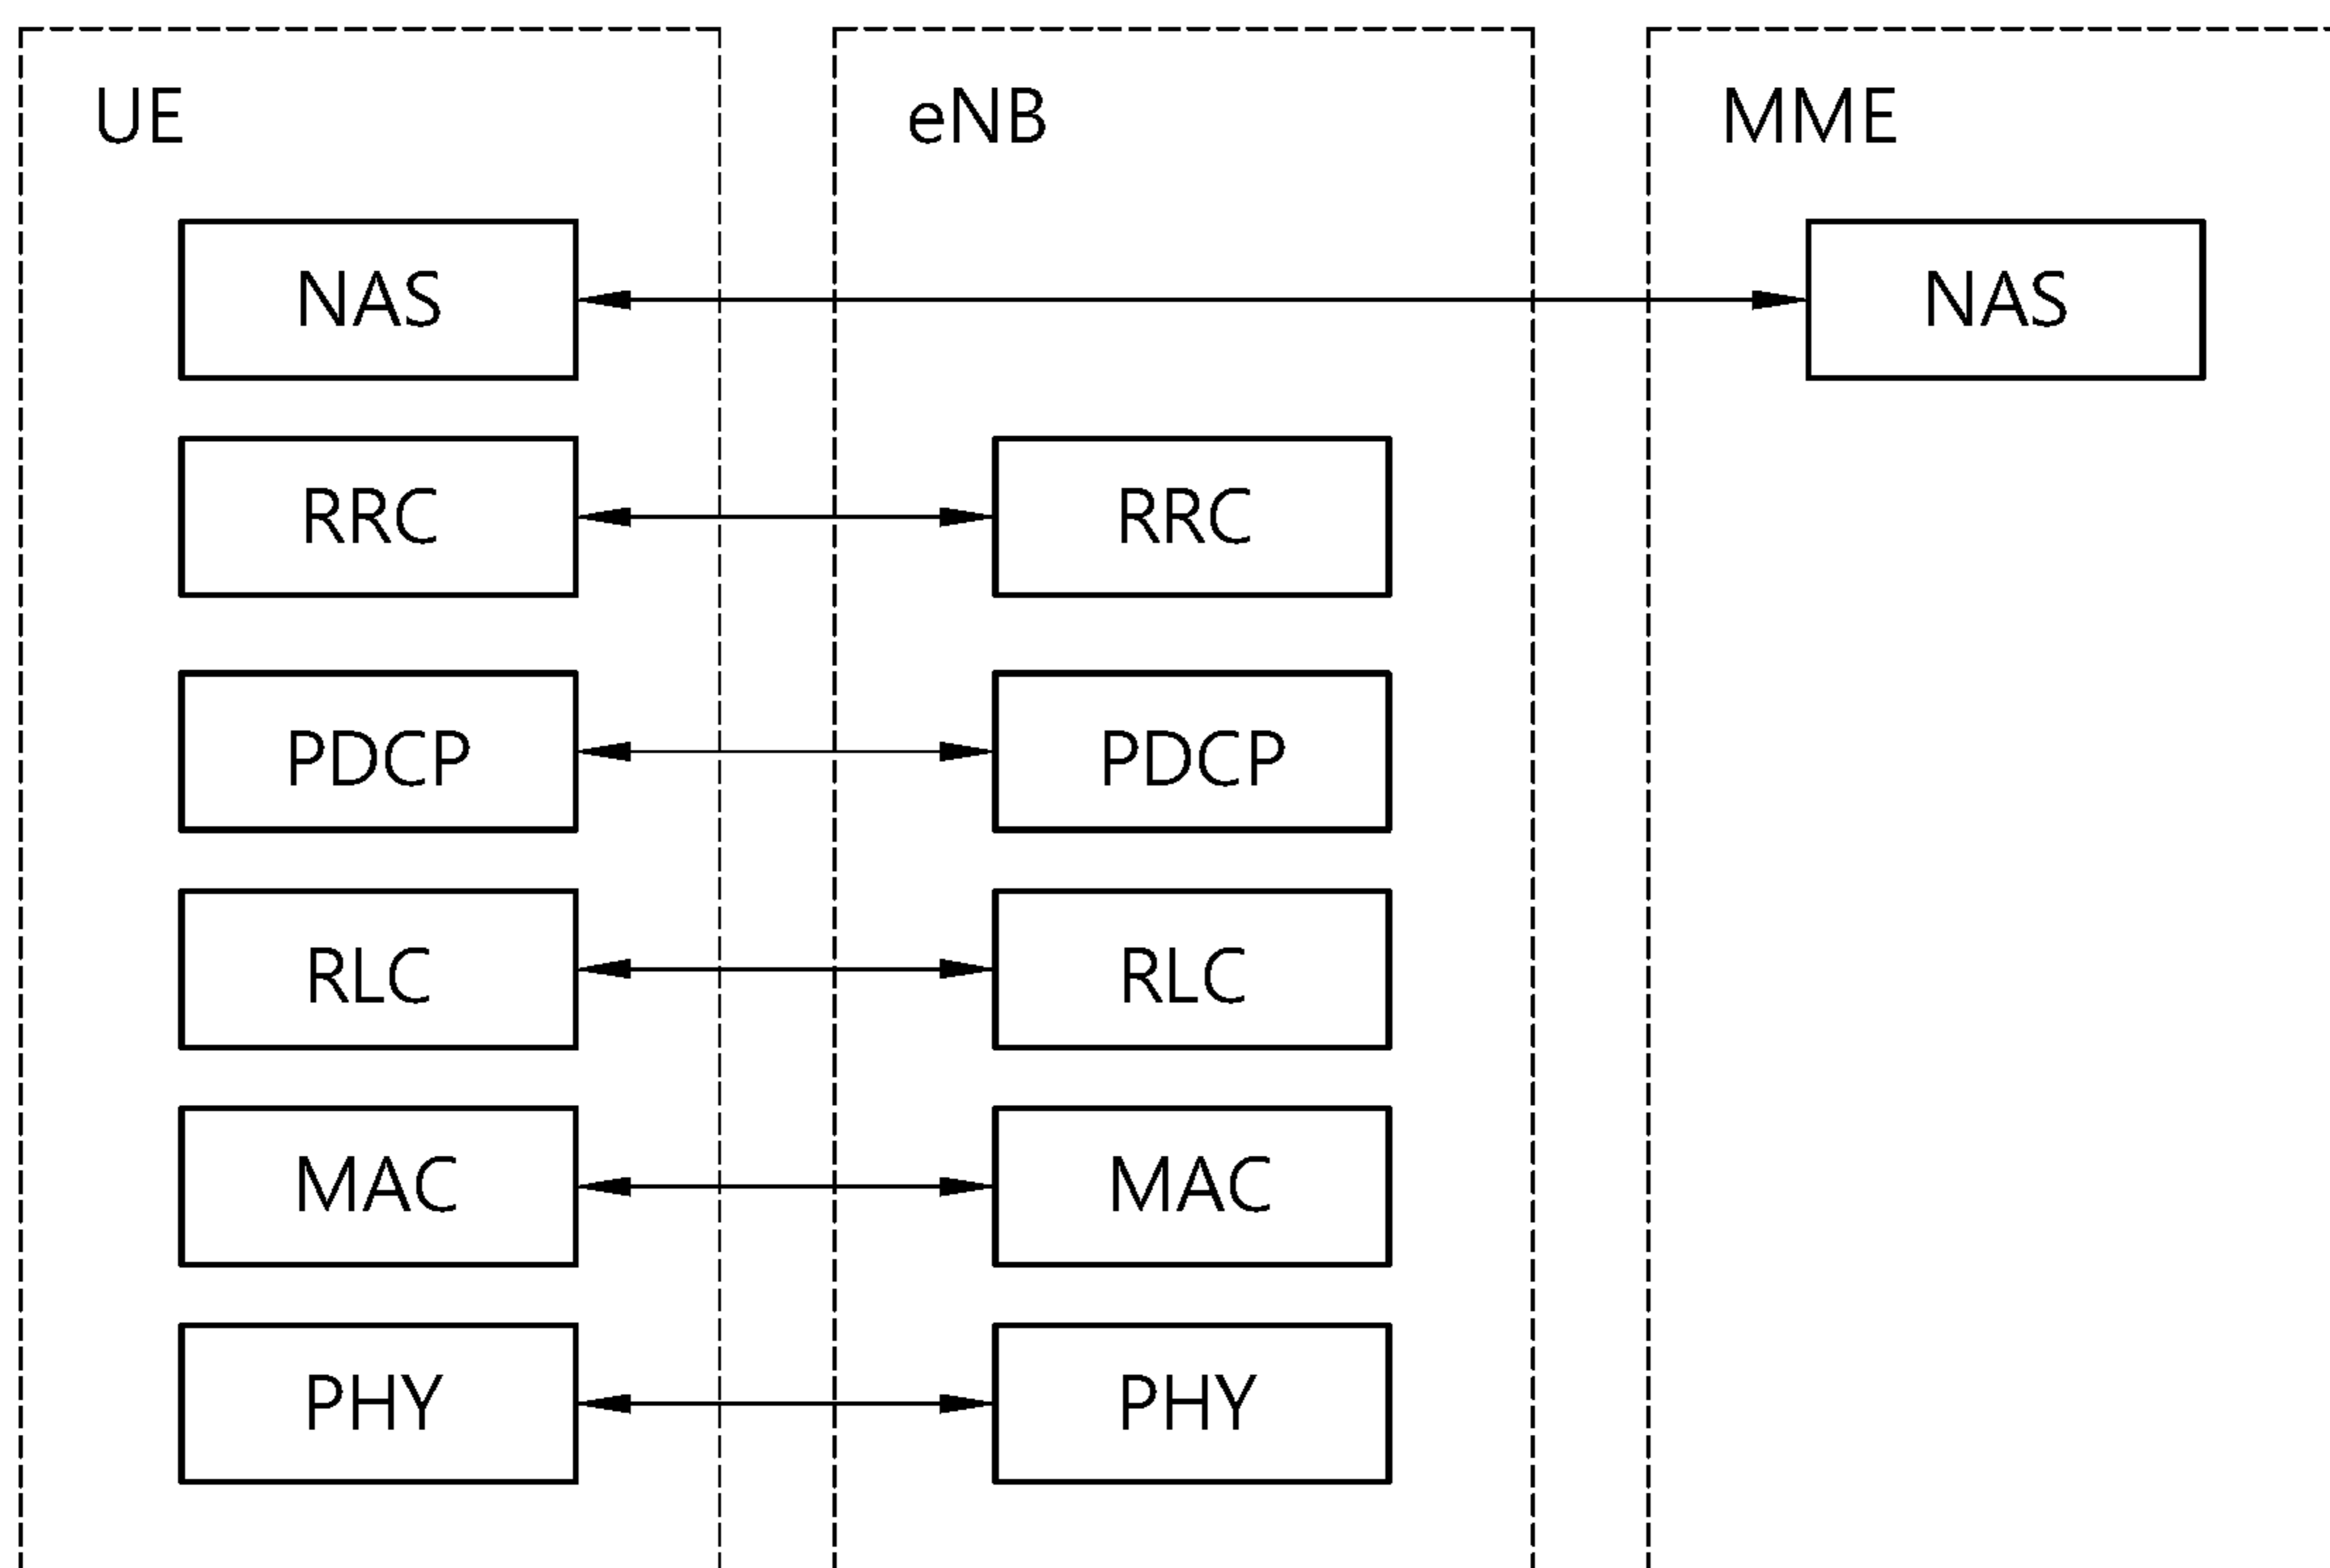 UE
eNB
MME
NAS
NAS
RRC
RRC
PDCP
PDCP
RLC
RLC
MAC
MAC
PHY
PHY